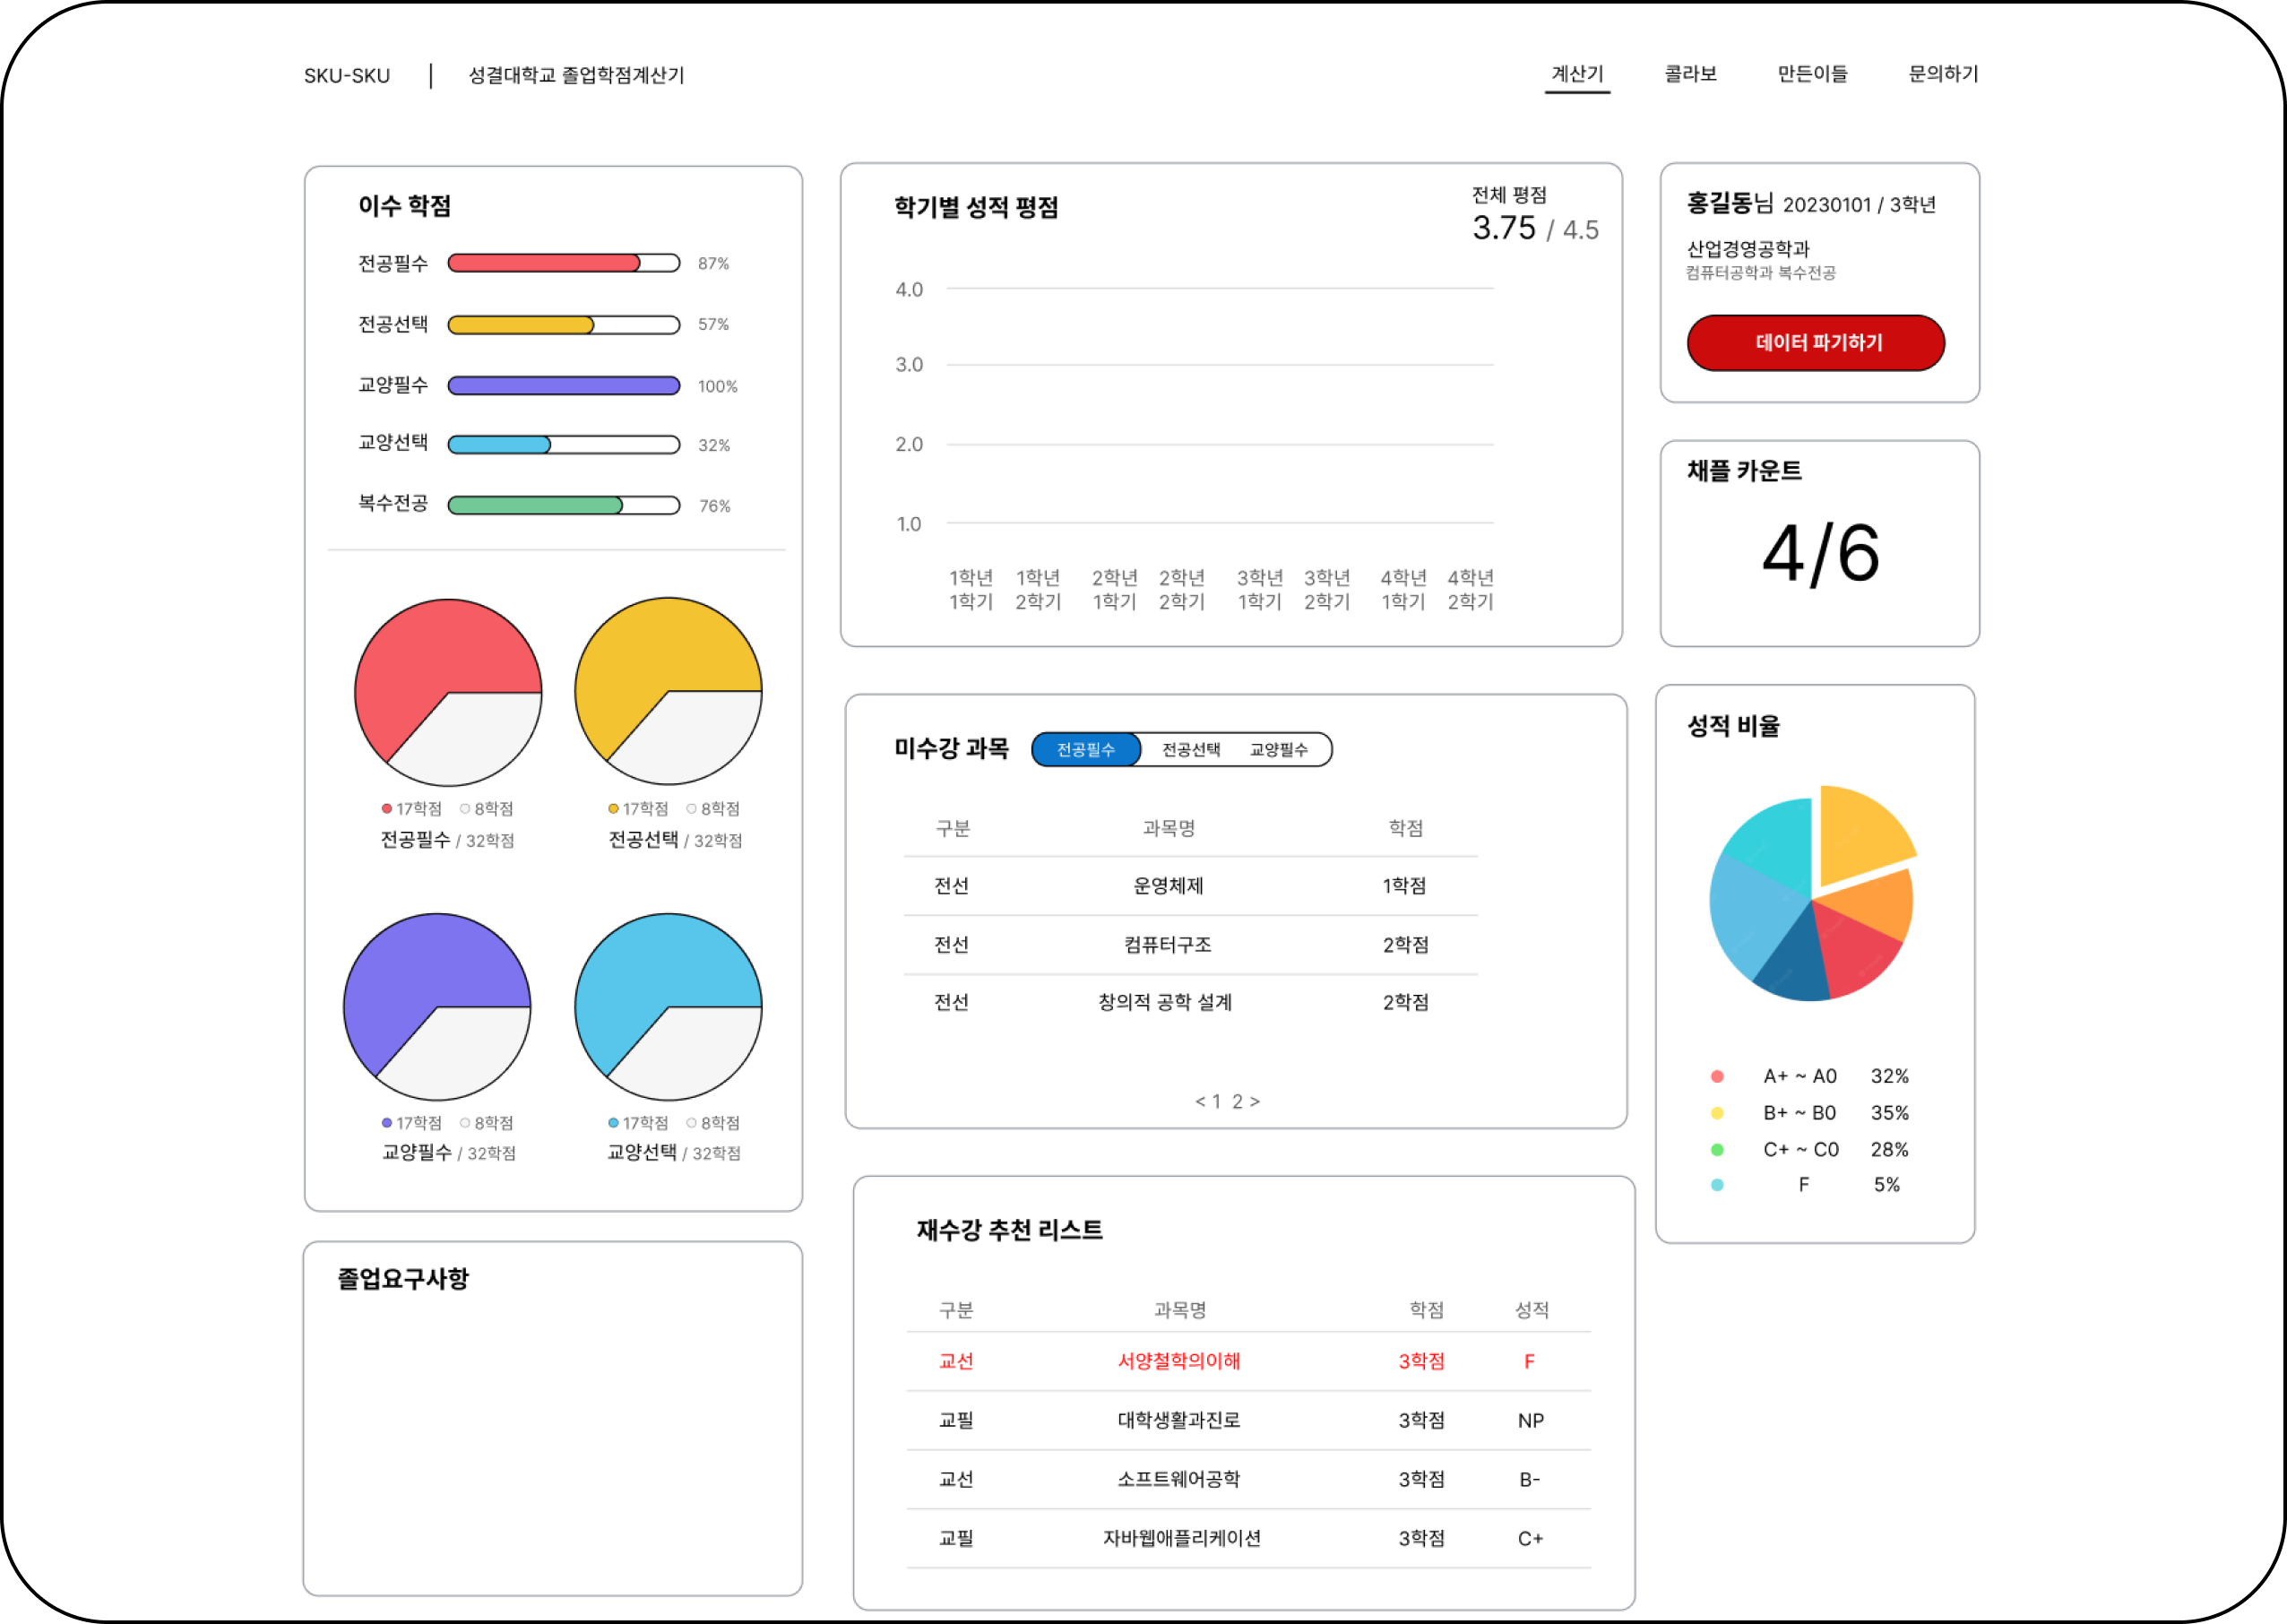 SKU-SKU | 성결대학교 졸업학점계산기
계산기 콜라보 만든이들 문의하기
이수 학점
전공필수 87%
전공선택 57%
교양필수 100%
교양선택 32%
복수전공 76%
17학점 8학점
전공필수 / 32학점
17학점 8학점
전공선택 / 32학점
17학점 8학점
교양필수 / 32학점
17학점 8학점
교양선택 / 32학점
졸업요구사항
학기별 성적 평점
전체 평점
3.75 / 4.5
4.0
3.0
2.0
1.0
1학년 1학년 2학년 2학년 3학년 3학년 4학년 4학년
1학기 2학기 1학기 2학기 1학기 2학기 1학기 2학기
미수강 과목 전공필수 전공선택 교양필수
구분 과목명 학점
전선 운영체제 1학점
전선 컴퓨터구조 2학점
전선 창의적 공학 설계 2학점
< 1 2 >
재수강 추천 리스트
구분 과목명 학점 성적
교선 서양철학의이해 3학점 F
교필 대학생활과진로 3학점 NP
교선 소프트웨어공학 3학점 B-
교필 자바웹애플리케이션 3학점 C+
홍길동님 20230101 / 3학년
산업경영공학과
컴퓨터공학과 복수전공
데이터 파기하기
채플 카운트
4/6
성적 비율
A+ ~ A0 32%
B+ ~ B0 35%
C+ ~ C0 28%
F 5%